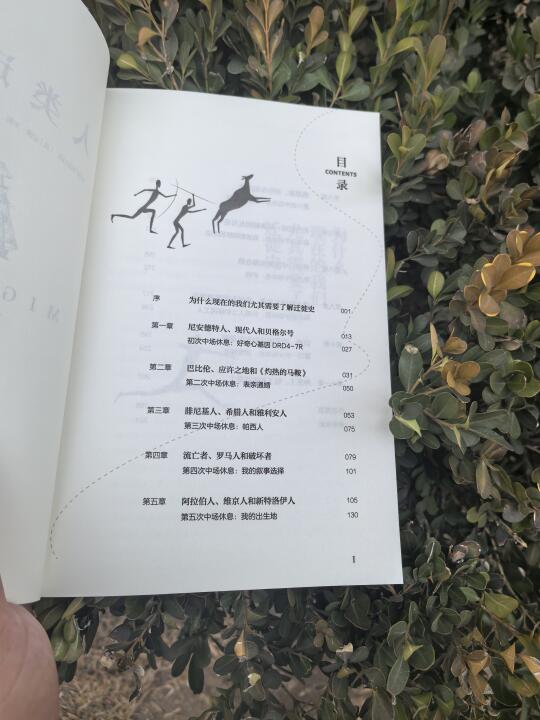 人类迁
MIG
目
CONTENTS
录
序 为什么现在的我们尤其需要了解迁徙史 001
第一章 尼安德特人、现代人和贝格尔号 013
初次中场休息：好奇心基因 DRD4-7R 027
第二章 巴比伦、应许之地和《灼热的马鞍》 031
第二次中场休息：表亲通婚 050
第三章 腓尼基人、希腊人和雅利安人 053
第三次中场休息：帕西人 075
第四章 流亡者、罗马人和破坏者 079
第四次中场休息：我的叙事选择 101
第五章 阿拉伯人、维京人和新特洛伊人 105
第五次中场休息：我的出生地 130
I